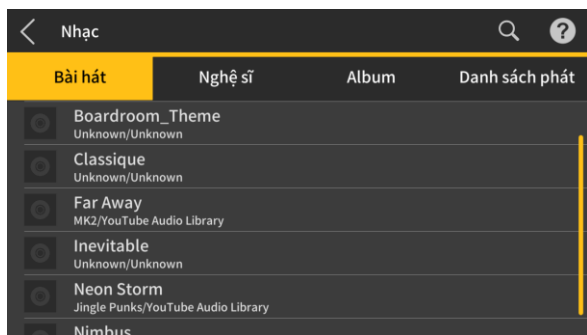 Nhạc
?
Bài hát Nghệ sĩ Album Danh sách phát
Boardroom_Theme
Unknown/Unknown
Classique
Unknown/Unknown
Far Away
MK2/YouTube Audio Library
Inevitable
Unknown/Unknown
Neon Storm
Jingle Punks/YouTube Audio Library
Nimbus